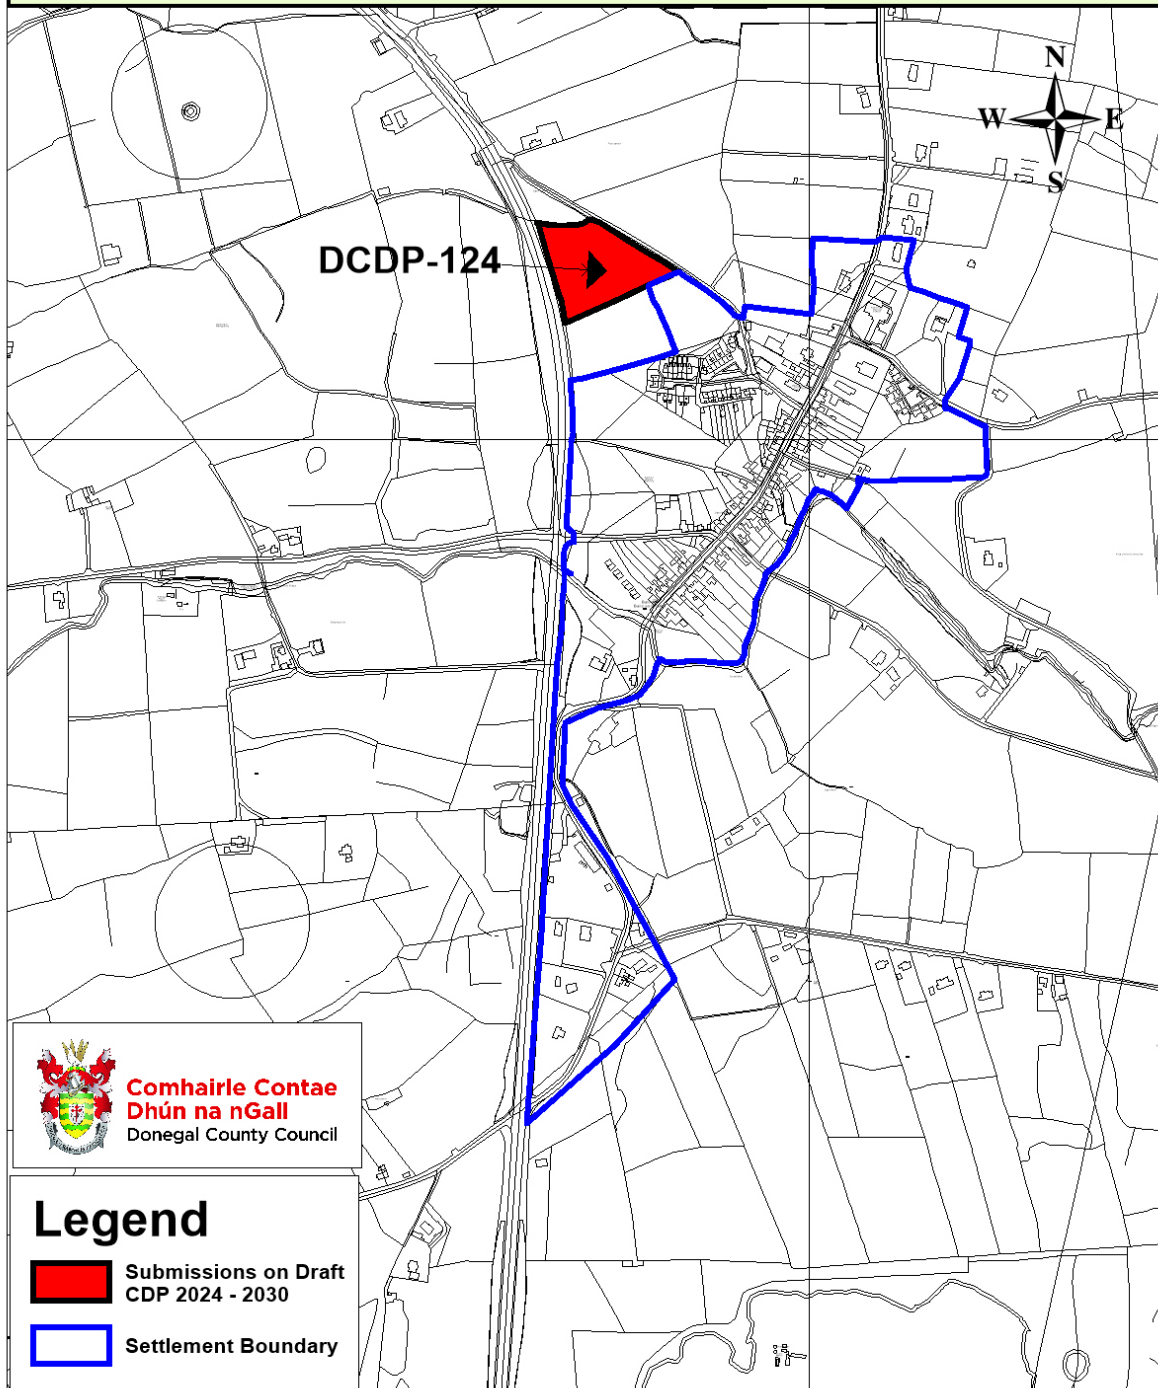 N
W E
S
DCDP-124
Comhairle Contae
Dhún na nGall
Donegal County Council
Legend
Submissions on Draft
CDP 2024 - 2030
Settlement Boundary